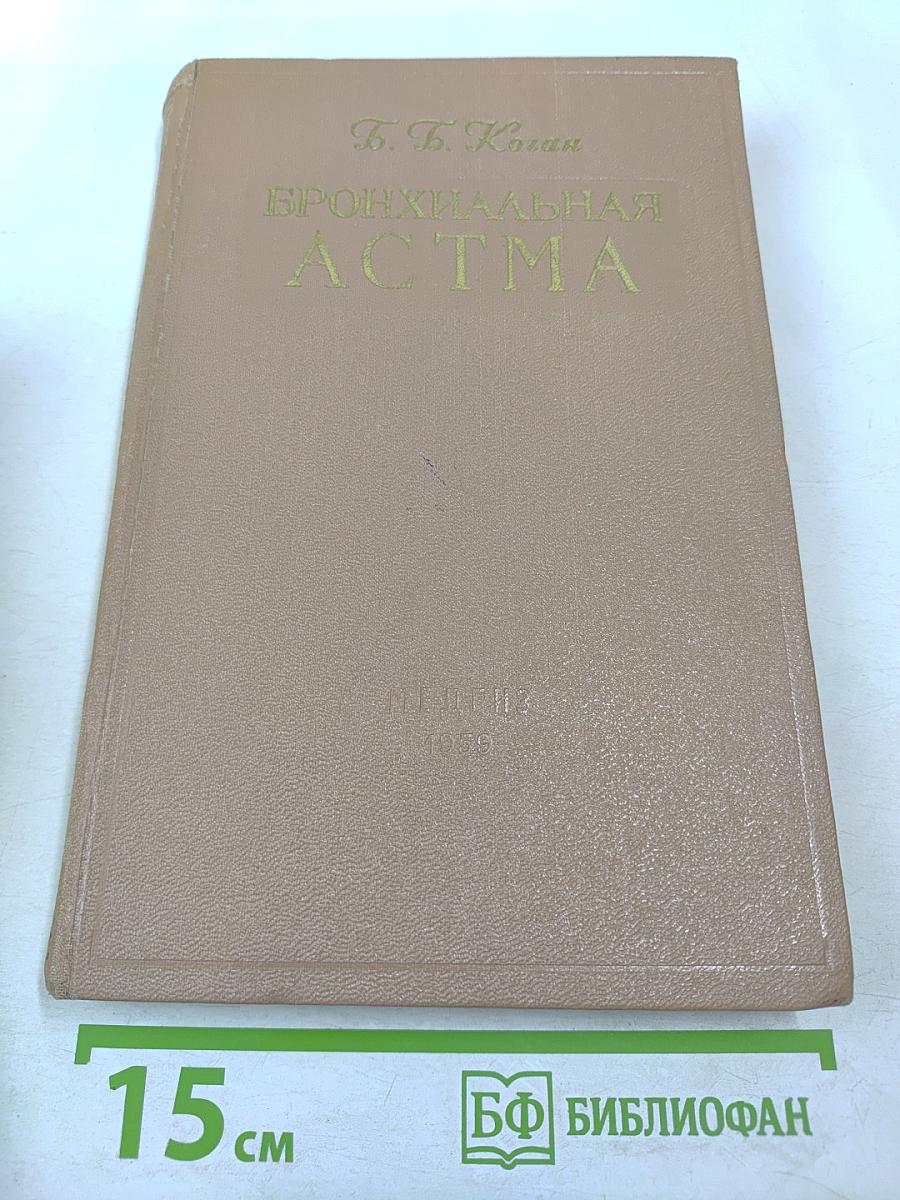 Б. Б. Коган
БРОНХИАЛЬНАЯ
АСТМА
МЕДГИЗ
1959
15 см
БФ БИБЛИОФАН